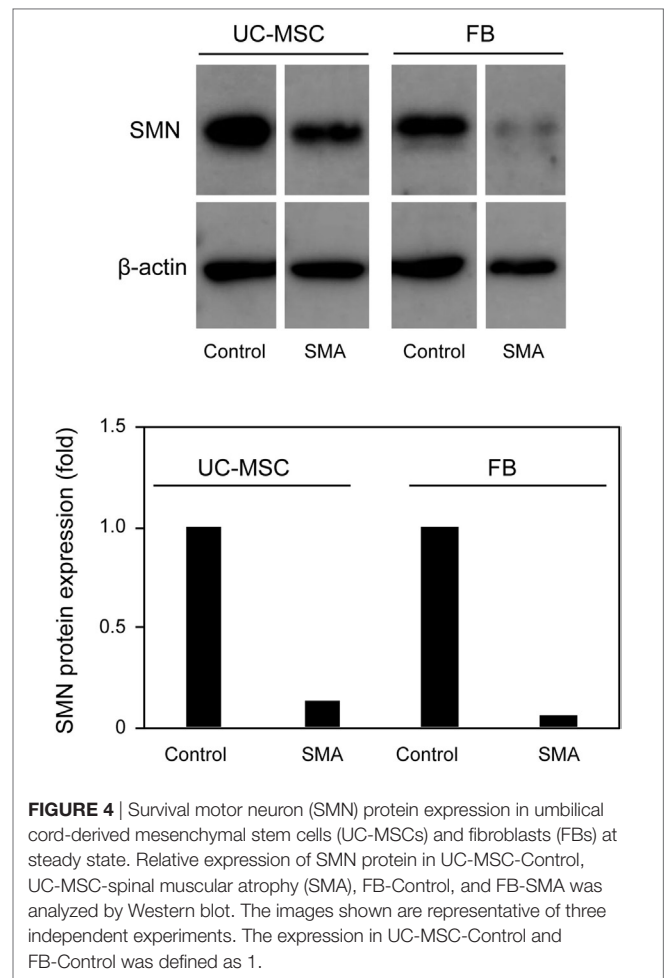 UC-MSC FB
SMN
β-actin
Control SMA Control SMA
SMN protein expression (fold)
1.5
UC-MSC FB
1.0
0.5
0
Control SMA Control SMA
FIGURE 4 | Survival motor neuron (SMN) protein expression in umbilical
cord-derived mesenchymal stem cells (UC-MSCs) and fibroblasts (FBs) at
steady state. Relative expression of SMN protein in UC-MSC-Control,
UC-MSC-spinal muscular atrophy (SMA), FB-Control, and FB-SMA was
analyzed by Western blot. The images shown are representative of three
independent experiments. The expression in UC-MSC-Control and
FB-Control was defined as 1.